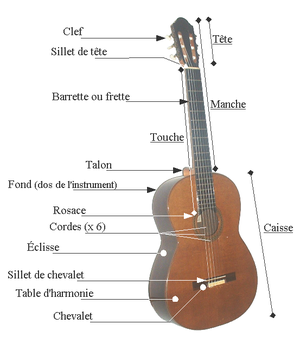 Clef
Tête
Sillet de tête
Barrette ou frette
Manche
Touche
Talon
Fond (dos de l'instrument)
Rosace
Cordes (x 6)
Caisse
Éclisse
Sillet de chevalet
Table d'harmonie
Chevalet